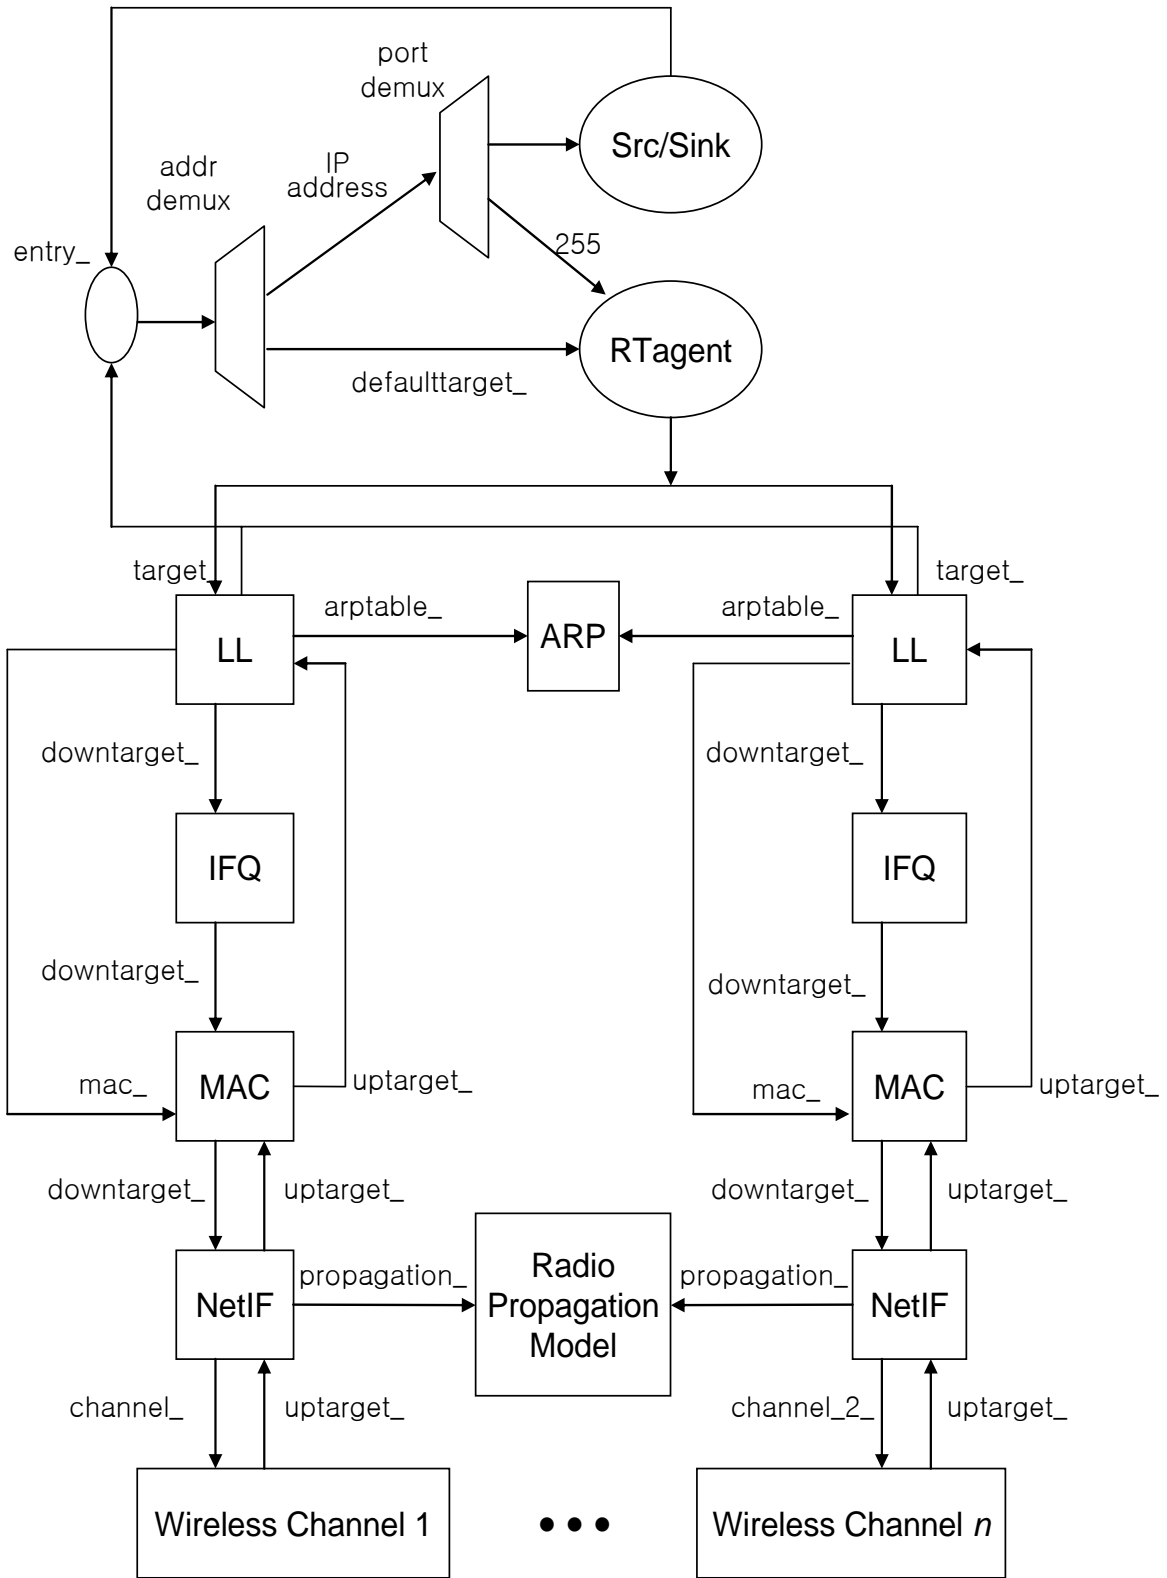 port
demux
Src/Sink
addr
demux
IP
address
entry_
255
RTagent
defaulttarget_
target_
target_
arptable_
arptable_
LL
ARP
LL
downtarget_
downtarget_
IFQ
IFQ
downtarget_
downtarget_
mac_
MAC
uptarget_
mac_
MAC
uptarget_
downtarget_
uptarget_
downtarget_
uptarget_
NetIF
propagation_
Radio
Propagation
Model
propagation_
NetIF
channel_
uptarget_
channel_2_
uptarget_
Wireless Channel 1
• • •
Wireless Channel n